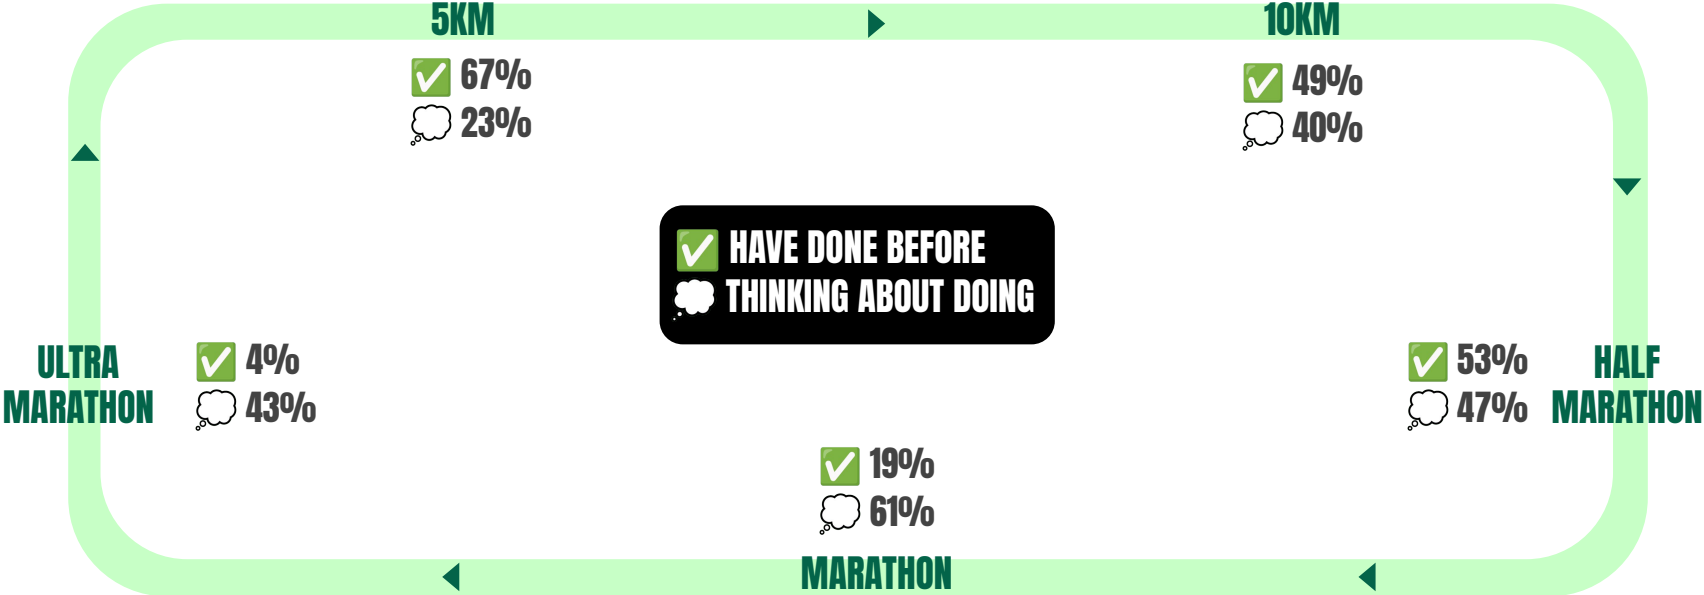 5KM
✅ 67%
💭 23%
10KM
✅ 49%
💭 40%
✅ HAVE DONE BEFORE
💭 THINKING ABOUT DOING
ULTRA
MARATHON
✅ 4%
💭 43%
✅ 53%
💭 47%
HALF
MARATHON
✅ 19%
💭 61%
MARATHON